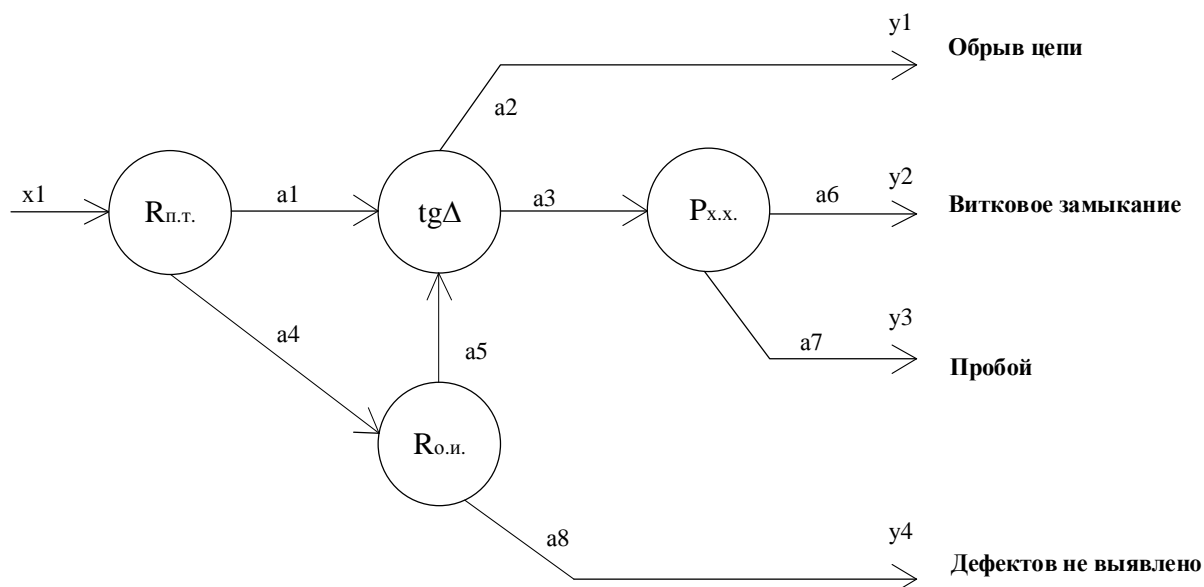 y1
Обрыв цепи
a2
x1
Rп.т.
a1
tgΔ
a3
Pх.х.
a6
y2
Витковое замыкание
a4
a5
a7
y3
Пробой
Rо.и.
a8
y4
Дефектов не выявлено